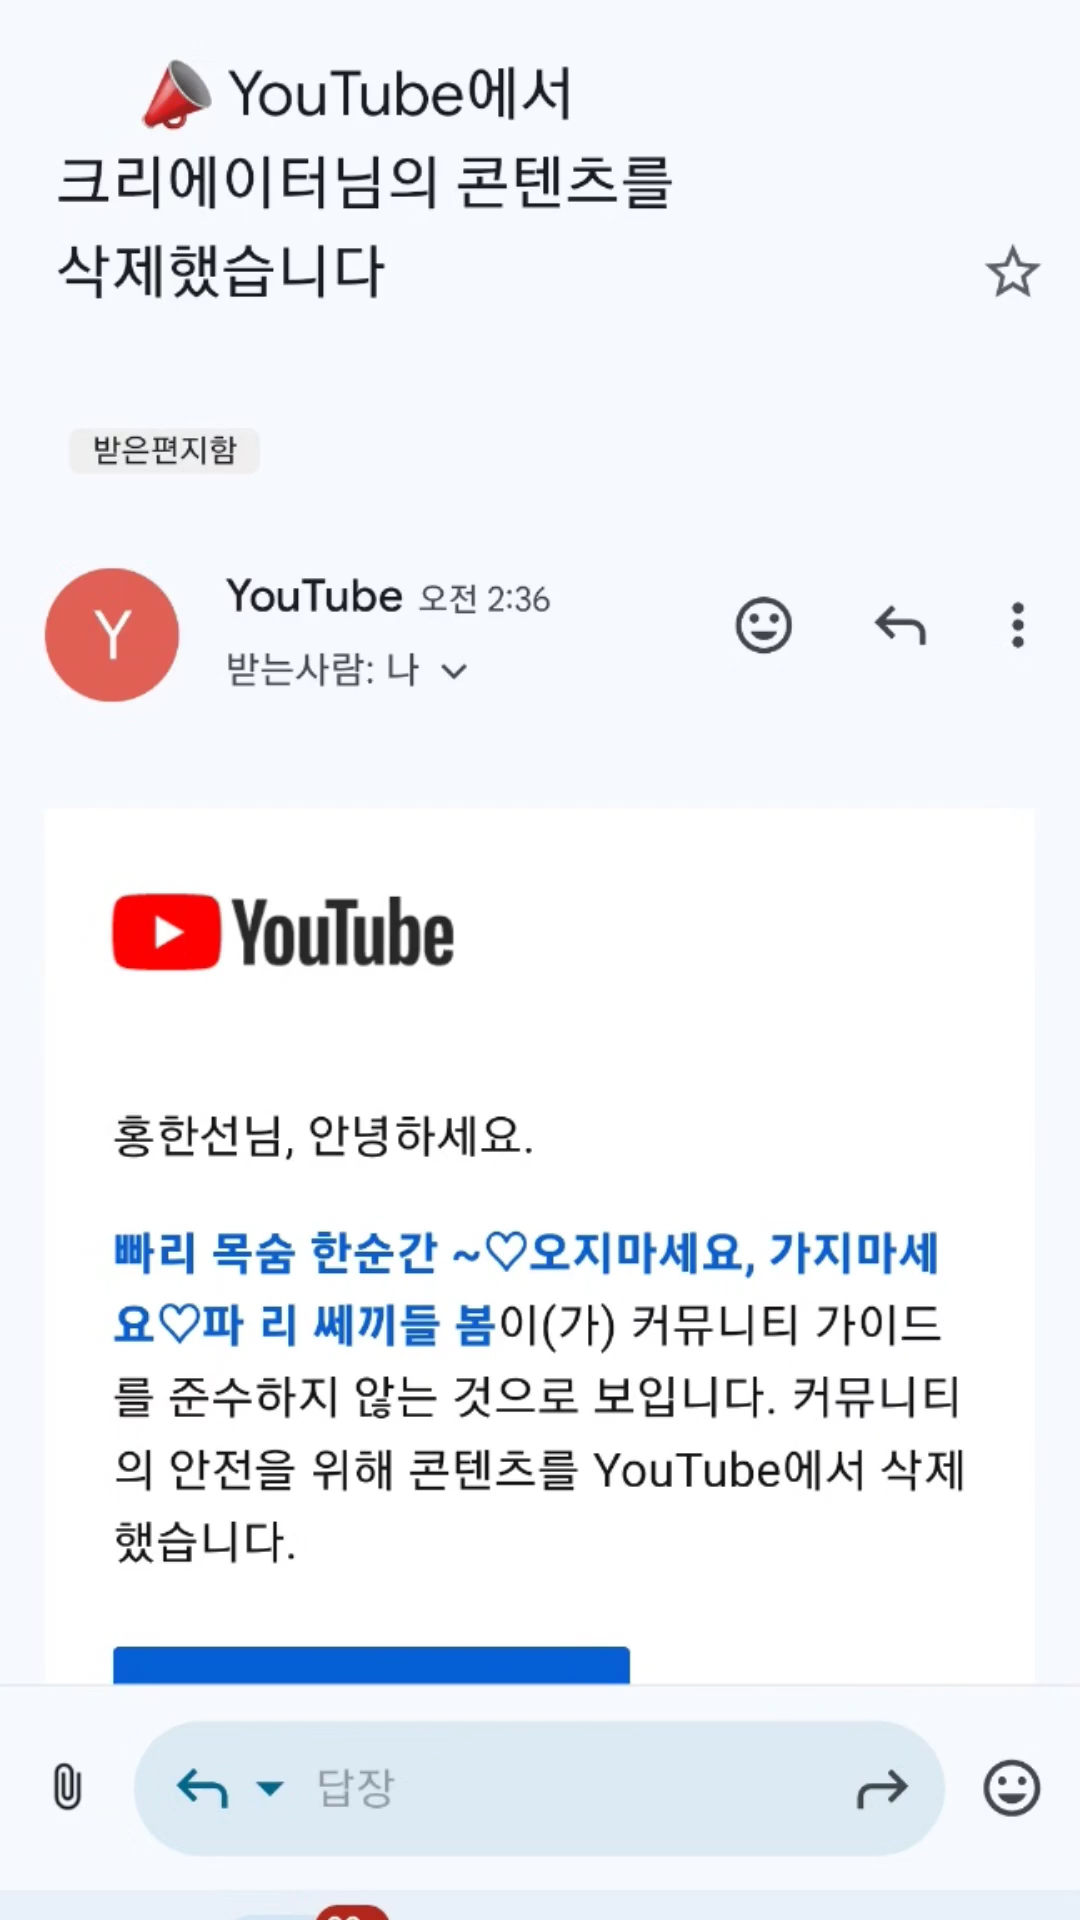 📣 YouTube에서
크리에이터님의 콘텐츠를
삭제했습니다
받은편지함
Y
YouTube 오전 2:36
받는사람: 나
YouTube
홍한선님, 안녕하세요.
빠리 목숨 한순간 ~♡오지마세요, 가지마세
요♡파 리 쎄끼들 봄이(가) 커뮤니티 가이드
를 준수하지 않는 것으로 보입니다. 커뮤니티
의 안전을 위해 콘텐츠를 YouTube에서 삭제
했습니다.
답장